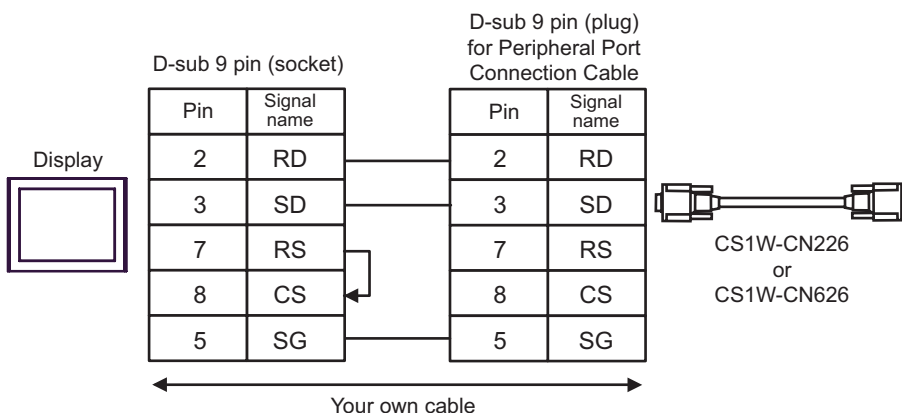 D-sub 9 pin (plug)
for Peripheral Port
Connection Cable
D-sub 9 pin (socket)
Pin Signal name Pin Signal name
Display
2 RD 2 RD
3 SD 3 SD
7 RS 7 RS
8 CS 8 CS
5 SG 5 SG
CS1W-CN226
or
CS1W-CN626
Your own cable